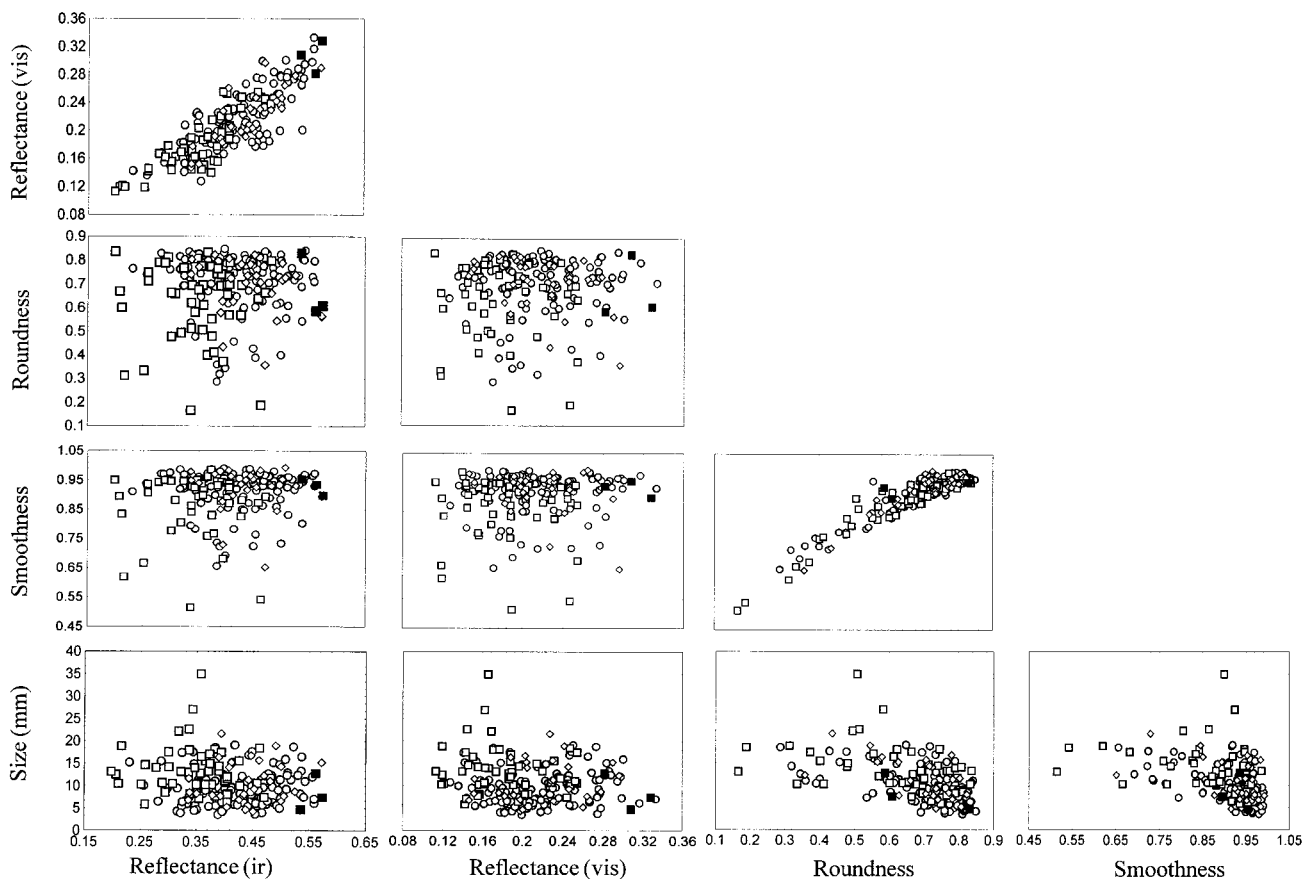 Reflectance (vis)
0.36
0.32
0.28
0.24
0.2
0.16
0.12
0.08
Roundness
0.9
0.8
0.7
0.6
0.5
0.4
0.3
0.2
0.1
Smoothness
1.05
0.95
0.85
0.75
0.65
0.55
0.45
Size (mm)
40
35
30
25
20
15
10
5
0
0.15 0.25 0.35 0.45 0.55 0.65
0.08 0.12 0.16 0.2 0.24 0.28 0.32 0.36
0.1 0.2 0.3 0.4 0.5 0.6 0.7 0.8 0.9
0.45 0.55 0.65 0.75 0.85 0.95 1.05
Reflectance (ir)
Reflectance (vis)
Roundness
Smoothness